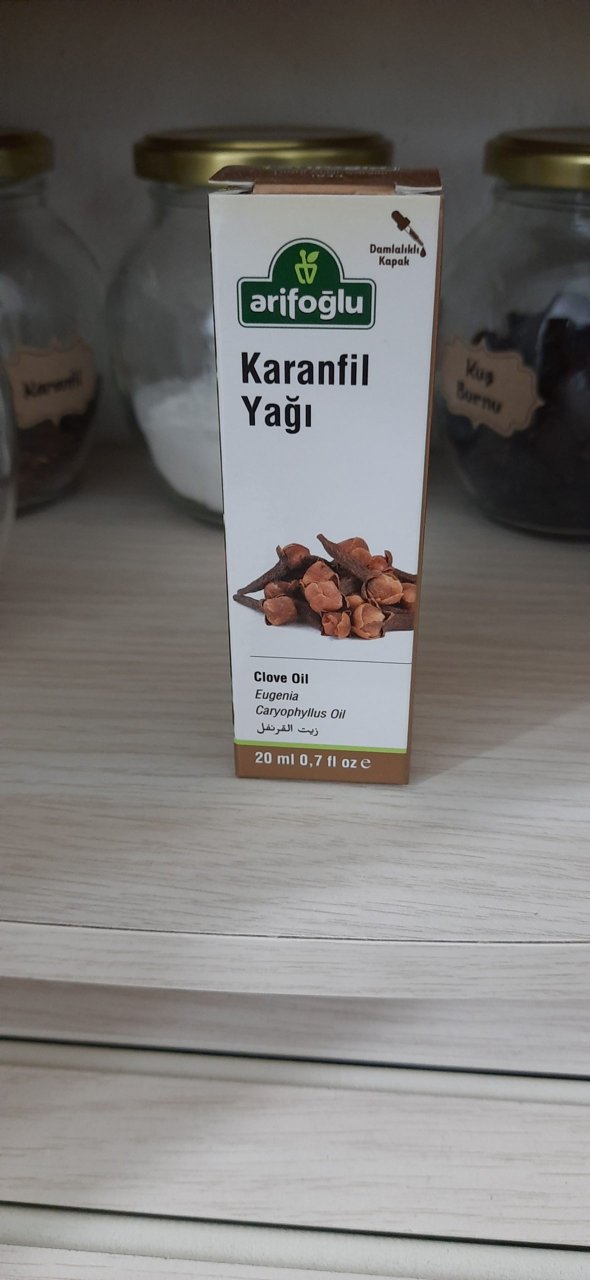 Damlalıklı
Kapak
arifoğlu
Karanfil
Yağı
Karanfil
Kuş
Burnu
Clove Oil
Eugenia
Caryophyllus Oil
زيت القرنفل
20 ml 0,7 fl oz e